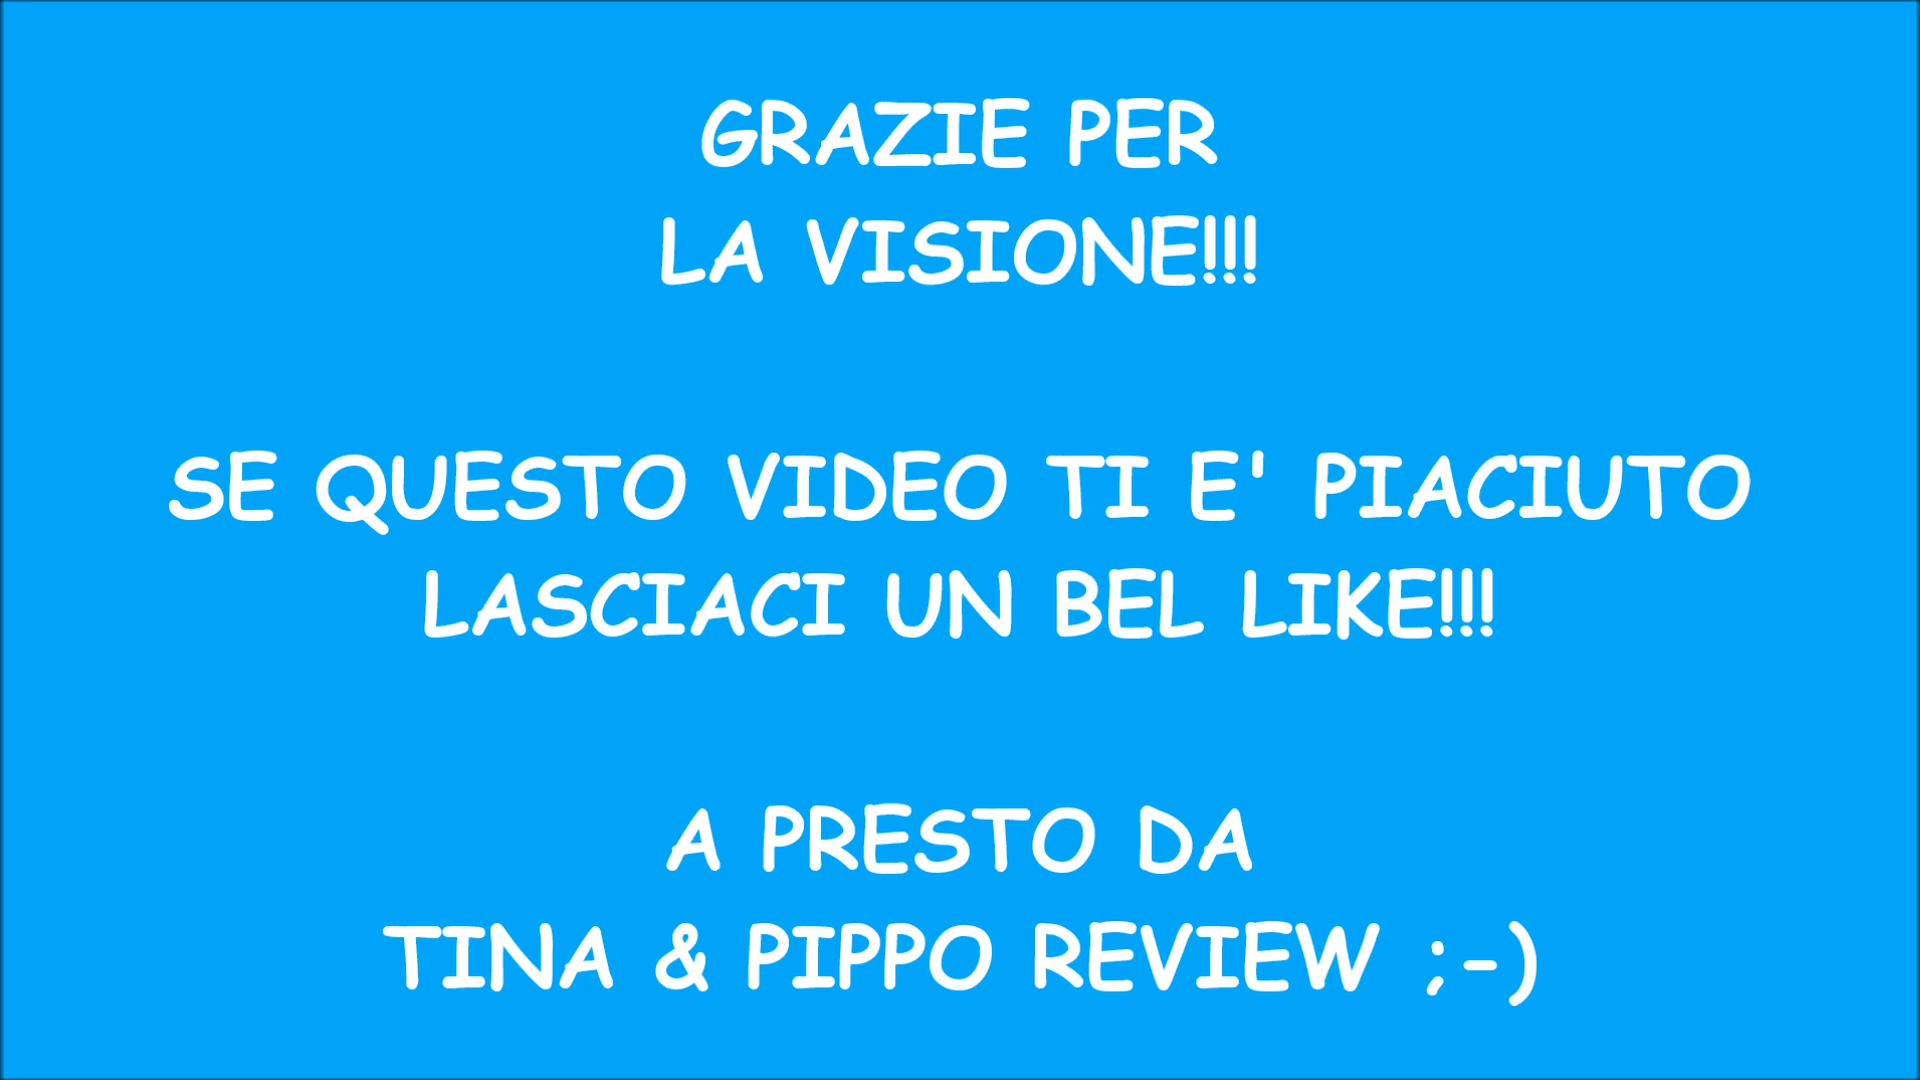 GRAZIE PER
LA VISIONE!!!
SE QUESTO VIDEO TI E' PIACIUTO
LASCIACI UN BEL LIKE!!!
A PRESTO DA
TINA & PIPPO REVIEW ;-)